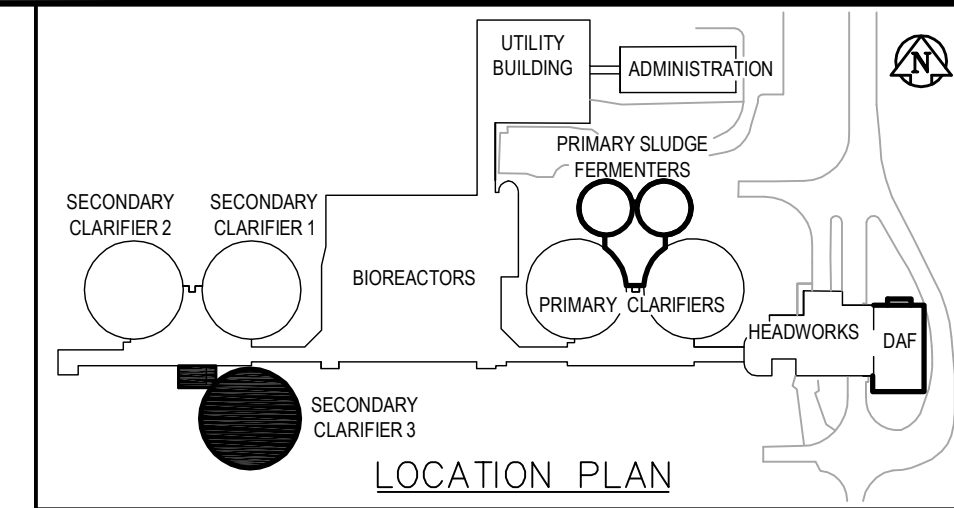 UTILITY
BUILDING
ADMINISTRATION
N
PRIMARY SLUDGE
FERMENTERS
SECONDARY
CLARIFIER 2
SECONDARY
CLARIFIER 1
BIOREACTORS
PRIMARY CLARIFIERS
HEADWORKS
DAF
SECONDARY
CLARIFIER 3
LOCATION PLAN